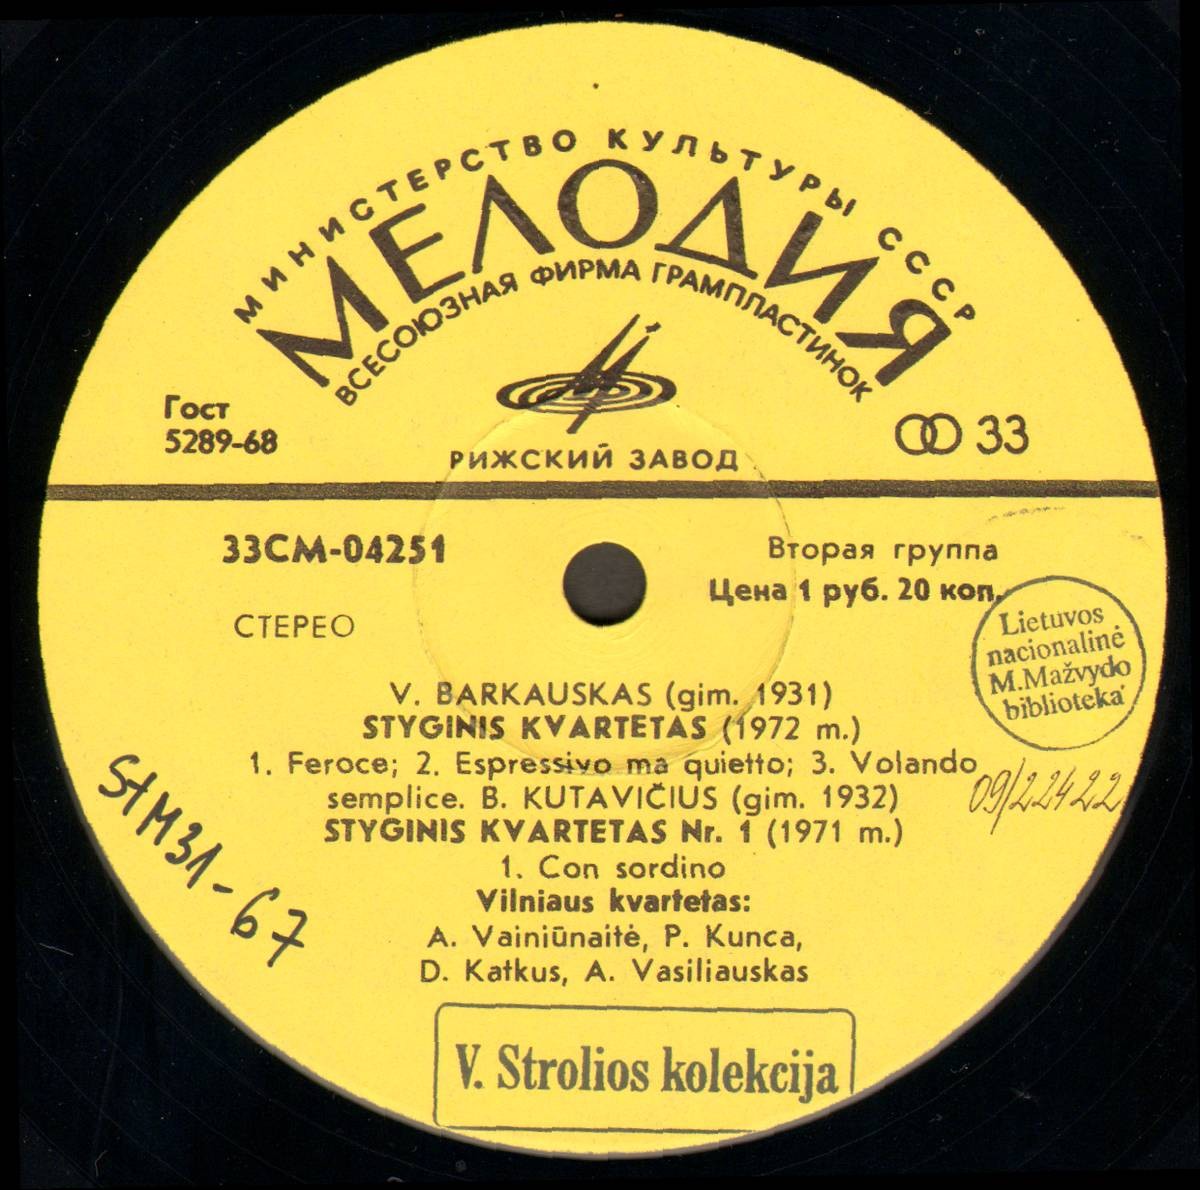 МИНИСТЕРСТВО КУЛЬТУРЫ СССР
МЕЛОДИЯ
ВСЕСОЮЗНАЯ ФИРМА ГРАМПЛАСТИНОК
Гост
5289-68
33
РИЖСКИЙ ЗАВОД
33СМ-04251
Вторая группа
Цена 1 руб. 20 коп.
СТЕРЕО
Lietuvos
nacionalinė
M.Mažvydo
biblioteka
V. BARKAUSKAS (gim. 1931)
STYGINIS KVARTETAS (1972 m.)
1. Feroce; 2. Espressivo ma quietto; 3. Volando
semplice. B. KUTAVIČIUS (gim. 1932)
STYGINIS KVARTETAS Nr. 1 (1971 m.)
1. Con sordino
Vilniaus kvartetas:
A. Vainiūnaitė, P. Kunca,
D. Katkus, A. Vasiliauskas
09/22422
StM31-67
V. Strolios kolekcija